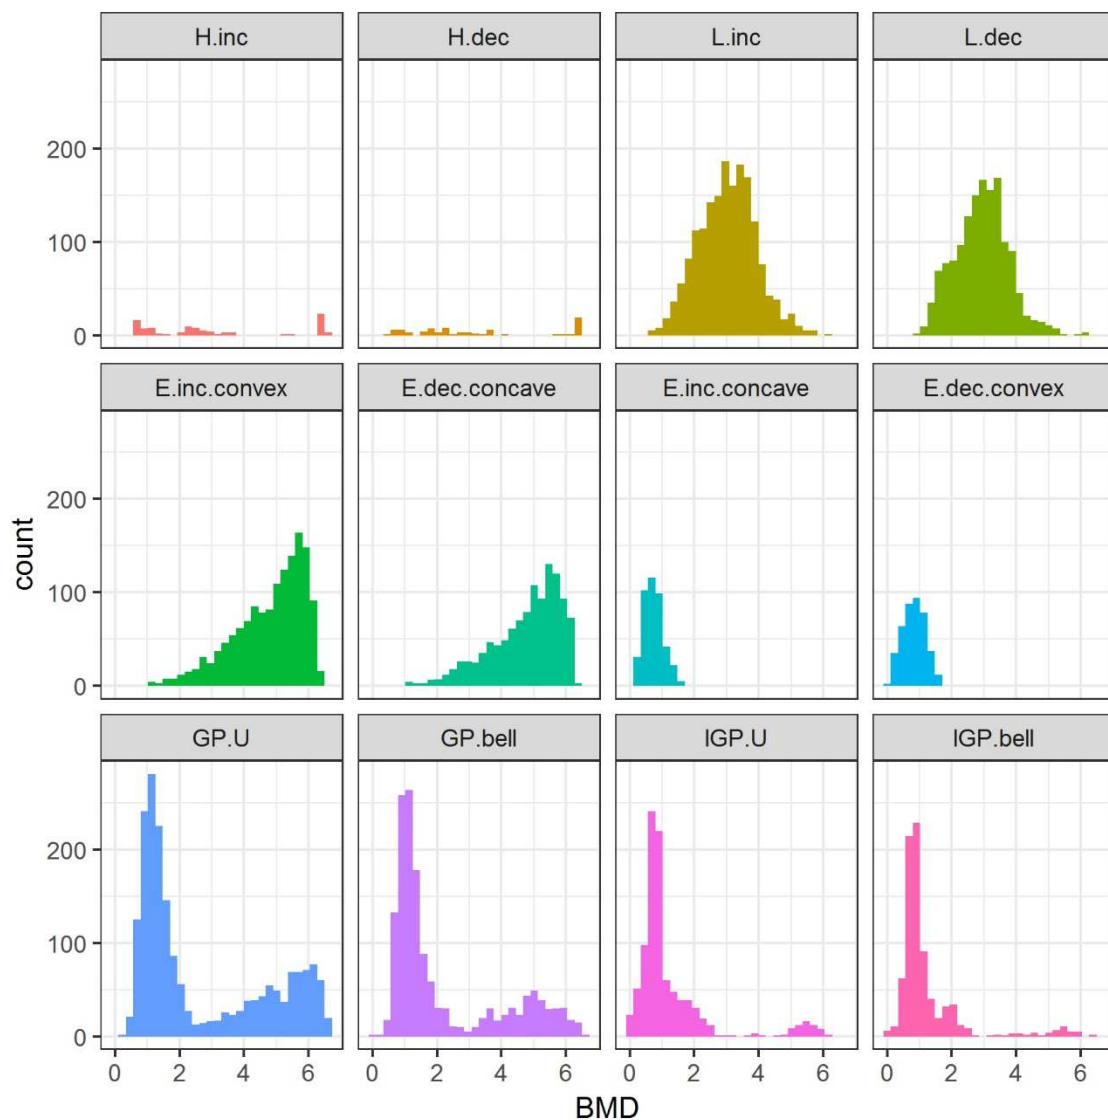 H.inc H.dec L.inc L.dec
200
100
0
E.inc.convex E.dec.concave E.inc.concave E.dec.convex
200
100
0
count
GP.U GP.bell IGP.U IGP.bell
200
100
0
0 2 4 6 0 2 4 6 0 2 4 6 0 2 4 6
BMD